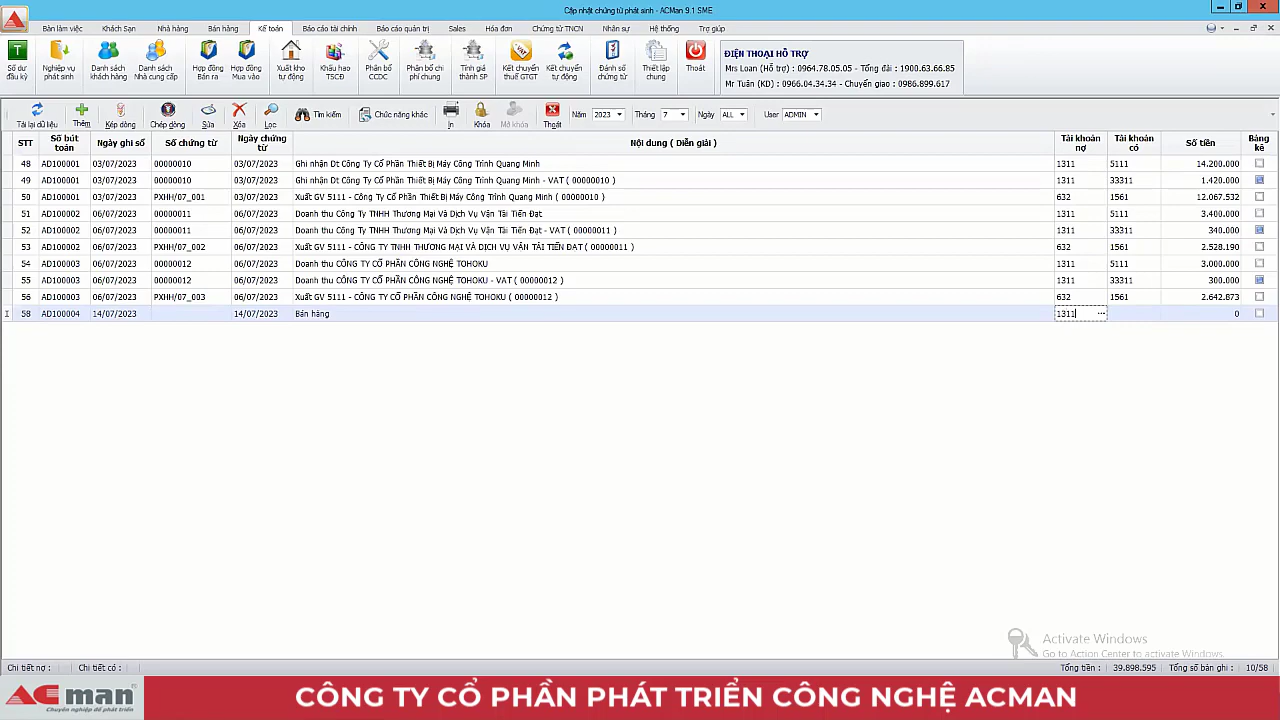 Cập nhật chứng từ phát sinh - ACMan 9.1 SME
Bàn làm việc Khách Sạn Nhà hàng Bán hàng Kế toán Báo cáo tài chính Báo cáo quản trị Sales Hóa đơn Chứng từ TNCN Nhân sự Hệ thống Trợ giúp
Số dư đầu kỳ
Nghiệp vụ phát sinh
Danh sách khách hàng
Danh sách Nhà cung cấp
Hợp đồng Bán ra
Hợp đồng Mua vào
Xuất kho tự động
Khấu hao TSCĐ
Phân bổ CCDC
Phân bổ chi phí chung
Tính giá thành SP
Kết chuyển thuế GTGT
Kết chuyển tự động
Đánh số chứng từ
Thiết lập chung
Thoát
ĐIỆN THOẠI HỖ TRỢ
Mrs Loan (Hỗ trợ) : 0964.78.05.05 - Tổng đài : 1900.63.66.85
Mr Tuân (KD) : 0966.04.34.34 - Chuyển giao : 0986.899.617
Tải lại dữ liệu Thêm Kép dòng Chép dòng Sửa Xóa Lọc Tìm kiếm Chức năng khác In Khóa Mở khóa Thoát Năm 2023 Tháng 7 Ngày ALL User ADMIN
STT Số bút toán Ngày ghi sổ Số chứng từ Ngày chứng từ Nội dung ( Diễn giải ) Tài khoản nợ Tài khoản có Số tiền Bảng kê
48 AD100001 03/07/2023 00000010 03/07/2023 Ghi nhận Dt Công Ty Cổ Phần Thiết Bị Máy Công Trình Quang Minh 1311 5111 14.200.000
49 AD100001 03/07/2023 00000010 03/07/2023 Ghi nhận Dt Công Ty Cổ Phần Thiết Bị Máy Công Trình Quang Minh - VAT ( 00000010 ) 1311 33311 1.420.000
50 AD100001 03/07/2023 PXHH/07_001 03/07/2023 Xuất GV 5111 - Công Ty Cổ Phần Thiết Bị Máy Công Trình Quang Minh ( 00000010 ) 632 1561 12.067.532
51 AD100002 06/07/2023 00000011 06/07/2023 Doanh thu Công Ty TNHH Thương Mại Và Dịch Vụ Vận Tải Tiến Đạt 1311 5111 3.400.000
52 AD100002 06/07/2023 00000011 06/07/2023 Doanh thu Công Ty TNHH Thương Mại Và Dịch Vụ Vận Tải Tiến Đạt - VAT ( 00000011 ) 1311 33311 340.000
53 AD100002 06/07/2023 PXHH/07_002 06/07/2023 Xuất GV 5111 - CÔNG TY TNHH THƯƠNG MẠI VÀ DỊCH VỤ VẬN TẢI TIẾN ĐẠT ( 00000011 ) 632 1561 2.528.190
54 AD100003 06/07/2023 00000012 06/07/2023 Doanh thu CÔNG TY CỔ PHẦN CÔNG NGHỆ TOHOKU 1311 5111 3.000.000
55 AD100003 06/07/2023 00000012 06/07/2023 Doanh thu CÔNG TY CỔ PHẦN CÔNG NGHỆ TOHOKU - VAT ( 00000012 ) 1311 33311 300.000
56 AD100003 06/07/2023 PXHH/07_003 06/07/2023 Xuất GV 5111 - CÔNG TY CỔ PHẦN CÔNG NGHỆ TOHOKU ( 00000012 ) 632 1561 2.642.873
58 AD100004 14/07/2023 14/07/2023 Bán hàng 1311 ... 0
Activate Windows
Go to Action Center to activate Windows.
Chi tiết nợ : Chi tiết có : Tổng tiền : 39.898.595 Tổng số bản ghi : 10/58
ACman
Chuyên nghiệp để phát triển
CÔNG TY CỔ PHẦN PHÁT TRIỂN CÔNG NGHỆ ACMAN